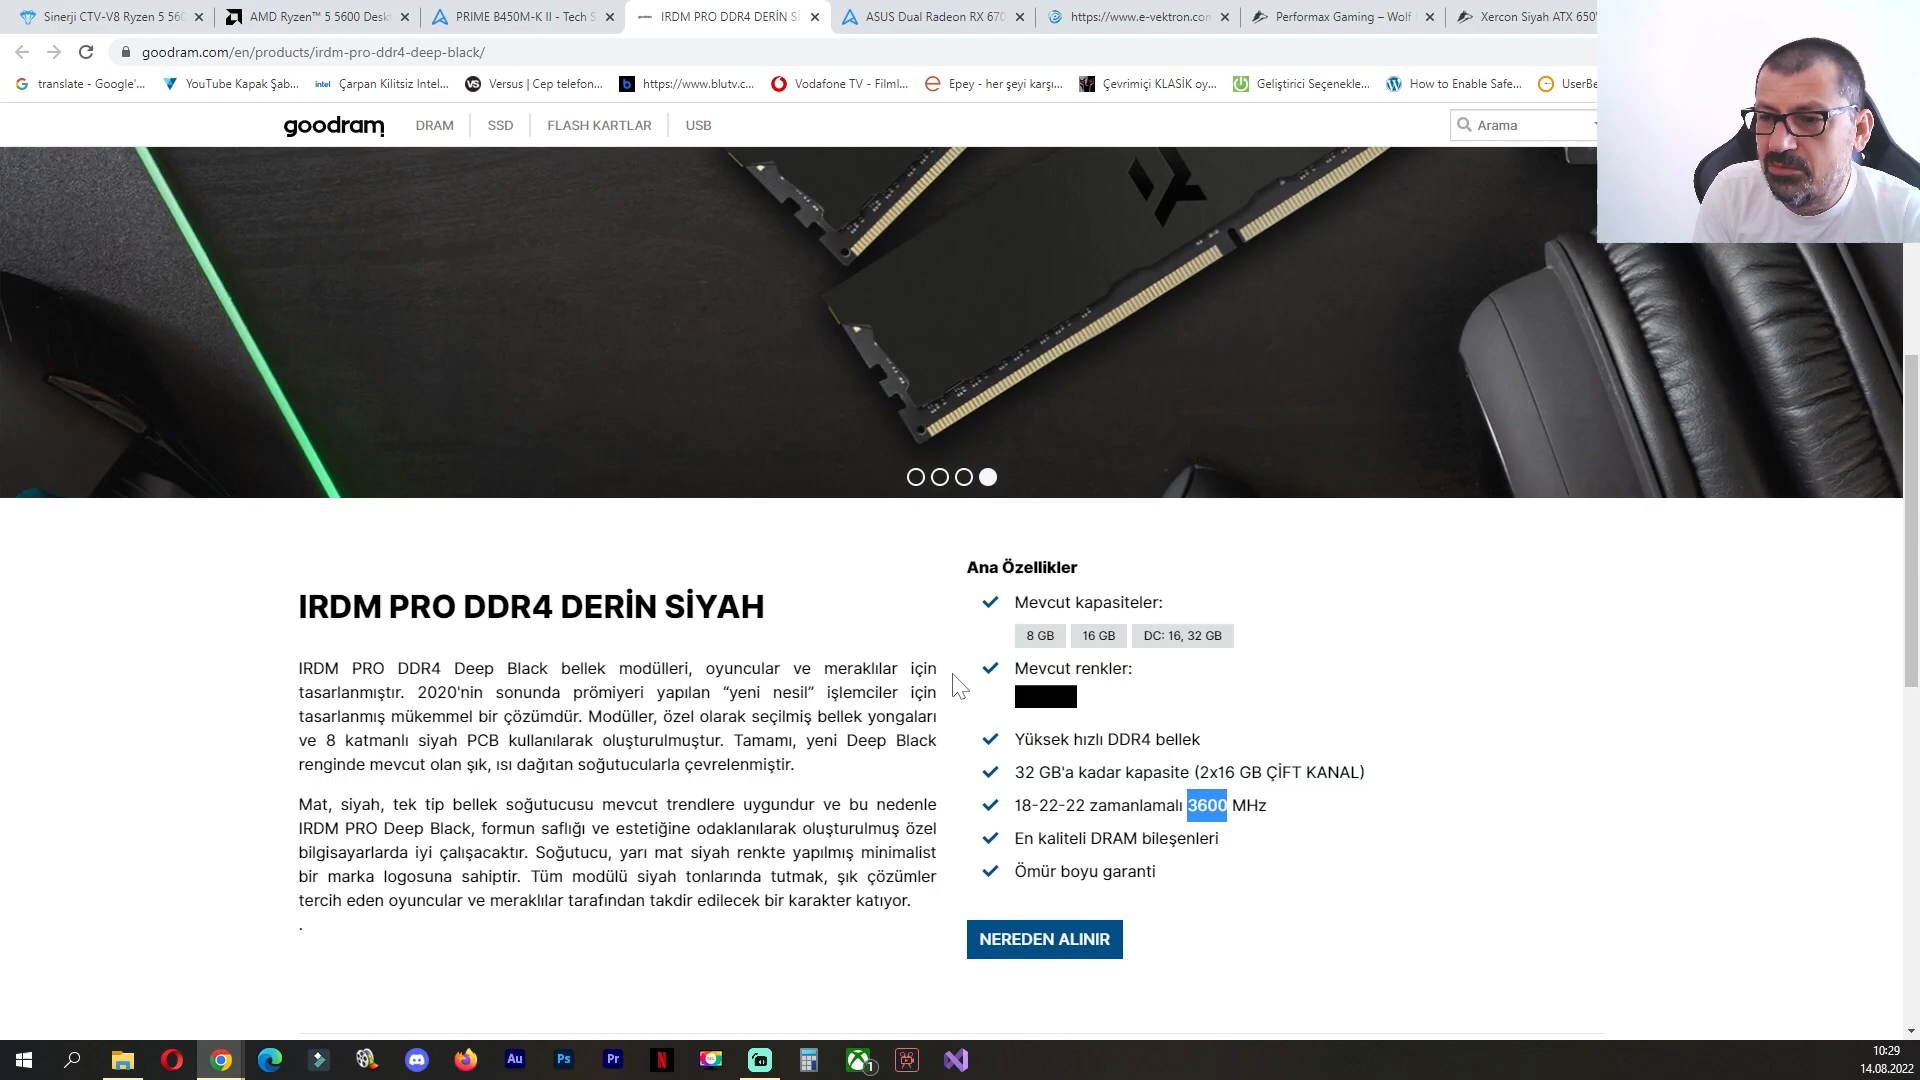 Sinerji CTV-V8 Ryzen 5 560
AMD Ryzen™ 5 5600 Deskt
PRIME B450M-K II - Tech S
IRDM PRO DDR4 DERİN Sİ
ASUS Dual Radeon RX 670
https://www.e-vektron.con
Performax Gaming – Wolf
Xercon Siyah ATX 650
goodram.com/en/products/irdm-pro-ddr4-deep-black/
translate - Google'...
YouTube Kapak Şab...
intel
Çarpan Kilitsiz Intel...
VS
Versus | Cep telefon...
b
https://www.blutv.c...
Vodafone TV - Filml...
Epey - her şeyi karşı...
Çevrimiçi KLASİK oy...
Geliştirici Seçenekle...
How to Enable Safe...
UserBe
goodram
DRAM
SSD
FLASH KARTLAR
USB
Arama
IRDM PRO DDR4 DERİN SİYAH
IRDM PRO DDR4 Deep Black bellek modülleri, oyuncular ve meraklılar için
tasarlanmıştır. 2020'nin sonunda prömiyeri yapılan “yeni nesil” işlemciler için
tasarlanmış mükemmel bir çözümdür. Modüller, özel olarak seçilmiş bellek yongaları
ve 8 katmanlı siyah PCB kullanılarak oluşturulmuştur. Tamamı, yeni Deep Black
renginde mevcut olan şık, ısı dağıtan soğutucularla çevrelenmiştir.
Mat, siyah, tek tip bellek soğutucusu mevcut trendlere uygundur ve bu nedenle
IRDM PRO Deep Black, formun saflığı ve estetiğine odaklanılarak oluşturulmuş özel
bilgisayarlarda iyi çalışacaktır. Soğutucu, yarı mat siyah renkte yapılmış minimalist
bir marka logosuna sahiptir. Tüm modülü siyah tonlarında tutmak, şık çözümler
tercih eden oyuncular ve meraklılar tarafından takdir edilecek bir karakter katıyor.
.
Ana Özellikler
Mevcut kapasiteler:
8 GB
16 GB
DC: 16, 32 GB
Mevcut renkler:
Yüksek hızlı DDR4 bellek
32 GB'a kadar kapasite (2x16 GB ÇİFT KANAL)
18-22-22 zamanlamalı 3600 MHz
En kaliteli DRAM bileşenleri
Ömür boyu garanti
NEREDEN ALINIR
Au
Ps
Pr
N
1
10:29
14.08.2022